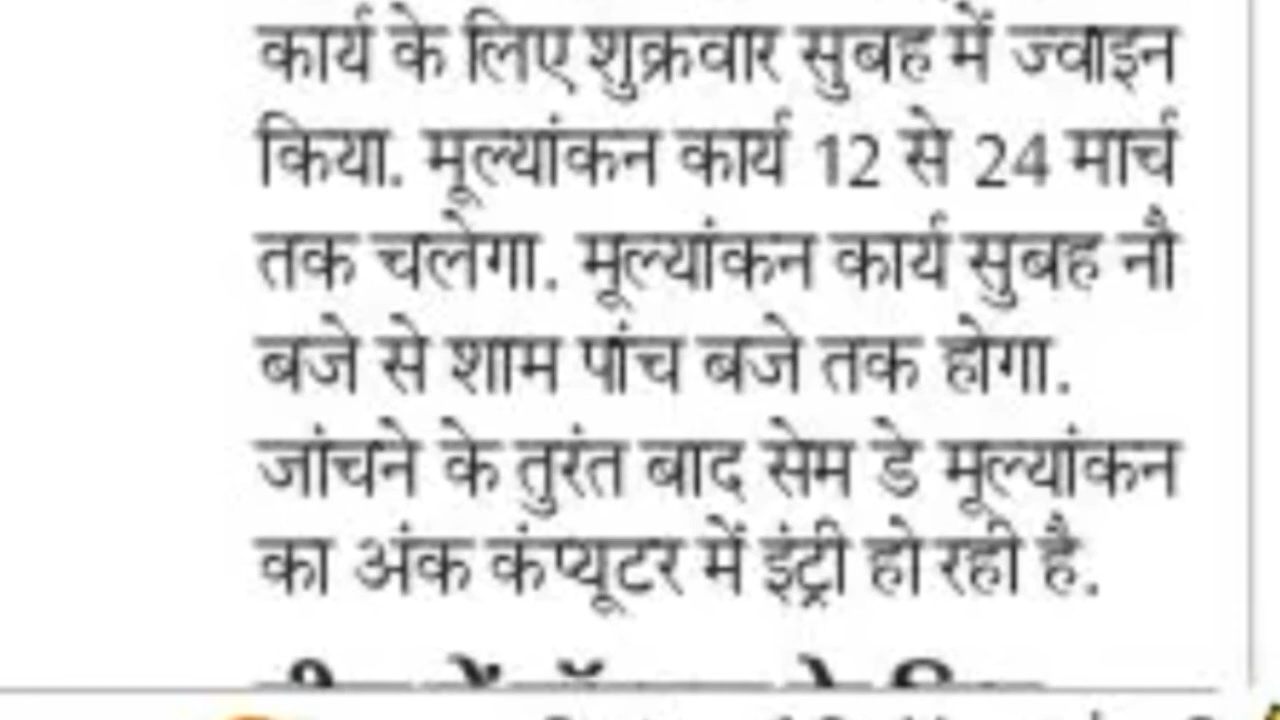 कार्य के लिए शुक्रवार सुबह में ज्वाइन
किया. मूल्यांकन कार्य 12 से 24 मार्च
तक चलेगा. मूल्यांकन कार्य सुबह नौ
बजे से शाम पांच बजे तक होगा.
जांचने के तुरंत बाद सेम डे मूल्यांकन
का अंक कंप्यूटर में इंट्री हो रही है.